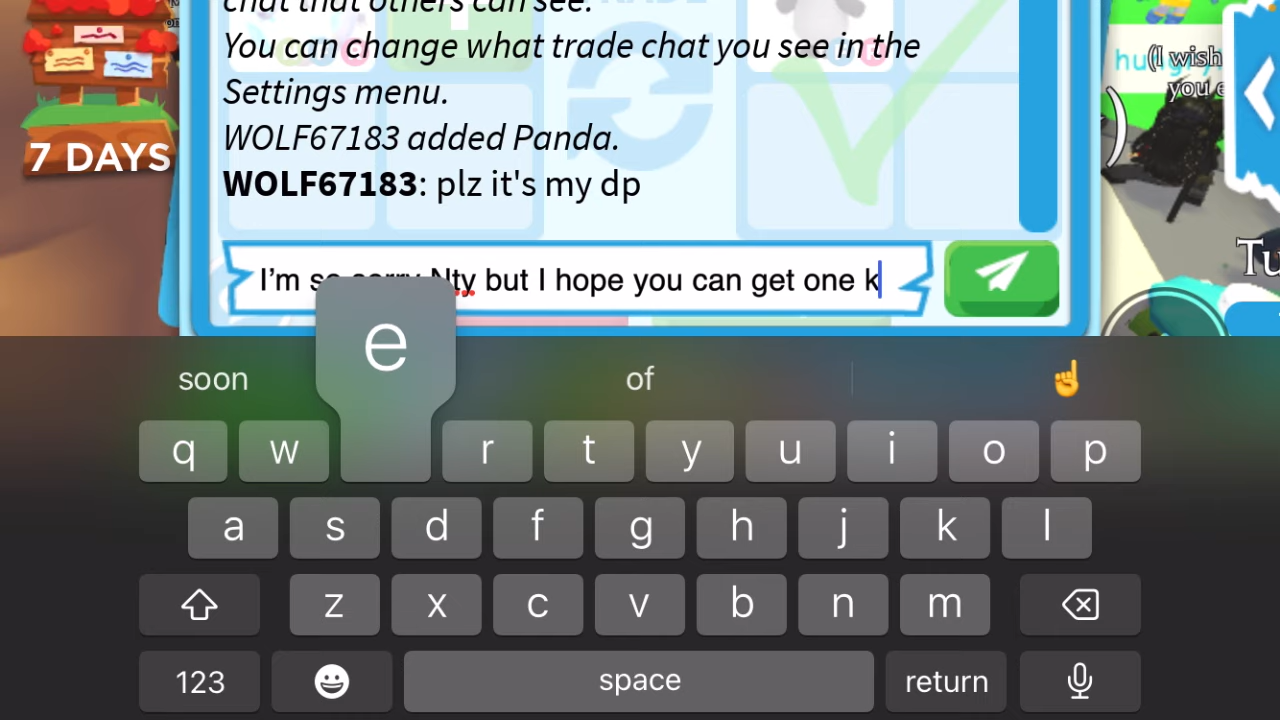 chat that others can see.
You can change what trade chat you see in the
Settings menu.
WOLF67183 added Panda.
WOLF67183: plz it's my dp
I'm so sorry Nty but I hope you can get one k
7 DAYS
(I wish
you e
Tu
soon
of
☝
e
q w r t y u i o p
a s d f g h j k l
z x c v b n m
123 space return